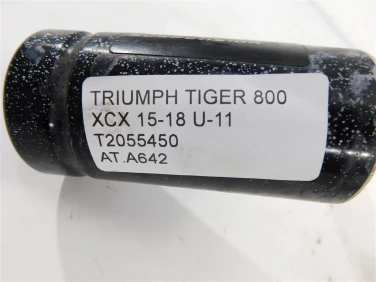 TRIUMPH TIGER 800
XCX 15-18 U-11
T2055450
AT.A642